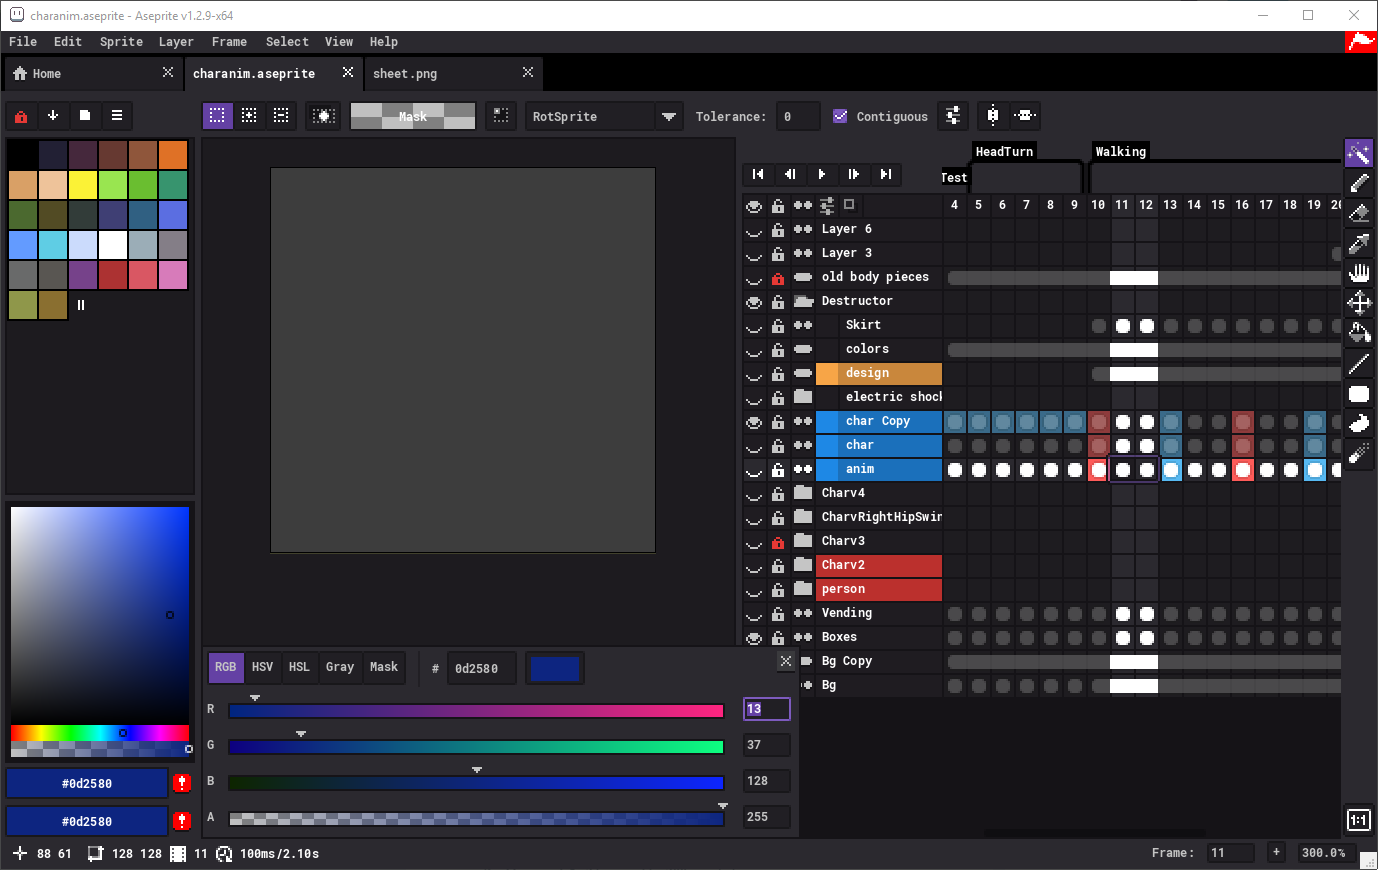 charanim.aseprite - Aseprite v1.2.9-x64
File Edit Sprite Layer Frame Select View Help
Home
charanim.aseprite
sheet.png
Mask
RotSprite
Tolerance: 0
Contiguous
HeadTurn
Walking
Test
4 5 6 7 8 9 10 11 12 13 14 15 16 17 18 19 20
Layer 6
Layer 3
old body pieces
Destructor
Skirt
colors
design
electric shock
char Copy
char
anim
Charv4
CharvRightHipSwin
Charv3
Charv2
person
Vending
Boxes
Bg Copy
Bg
RGB HSV HSL Gray Mask # 0d2580
R 13
G 37
B 128
A 255
#0d2580
#0d2580
1:1
88 61 128 128 11 100ms/2.10s
Frame: 11 + 300.0%